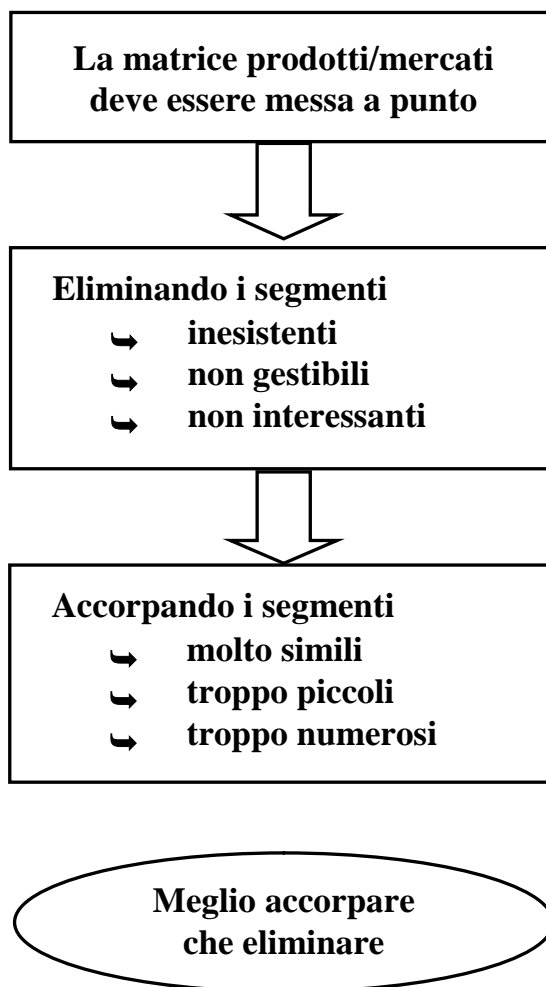 La matrice prodotti/mercati
deve essere messa a punto
Eliminando i segmenti
➥ inesistenti
➥ non gestibili
➥ non interessanti
Accorpando i segmenti
➥ molto simili
➥ troppo piccoli
➥ troppo numerosi
Meglio accorpare
che eliminare